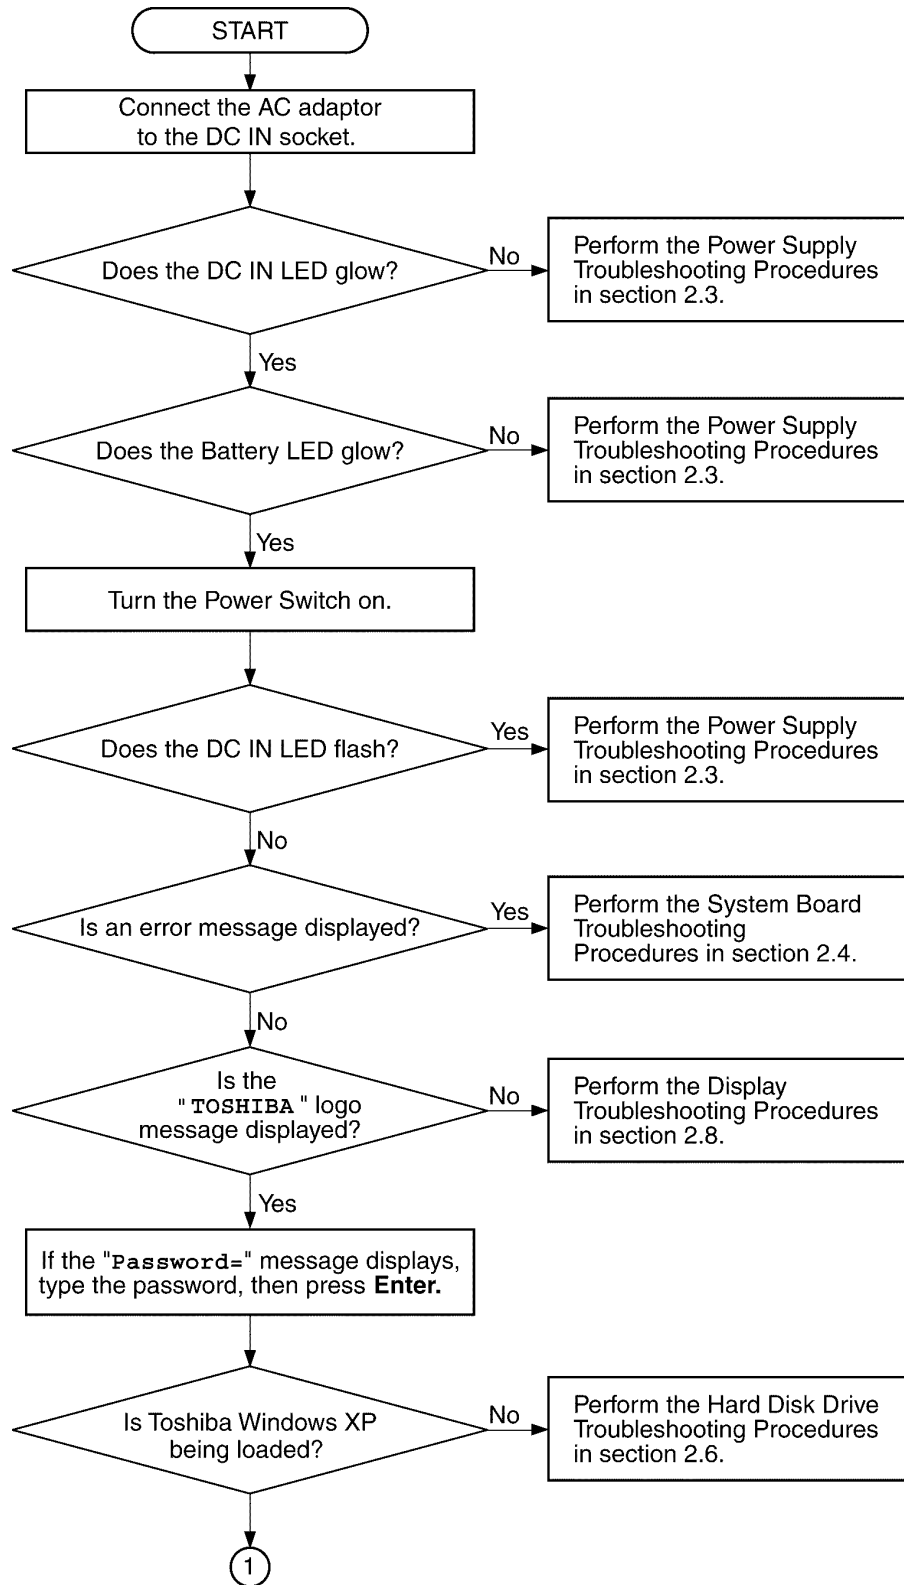 START
Connect the AC adaptor
to the DC IN socket.
Does the DC IN LED glow?
No
Perform the Power Supply
Troubleshooting Procedures
in section 2.3.
Yes
Does the Battery LED glow?
No
Perform the Power Supply
Troubleshooting Procedures
in section 2.3.
Yes
Turn the Power Switch on.
Does the DC IN LED flash?
Yes
Perform the Power Supply
Troubleshooting Procedures
in section 2.3.
No
Is an error message displayed?
Yes
Perform the System Board
Troubleshooting
Procedures in section 2.4.
No
Is the
"TOSHIBA" logo
message displayed?
No
Perform the Display
Troubleshooting Procedures
in section 2.8.
Yes
If the "Password=" message displays,
type the password, then press Enter.
Is Toshiba Windows XP
being loaded?
No
Perform the Hard Disk Drive
Troubleshooting Procedures
in section 2.6.
1